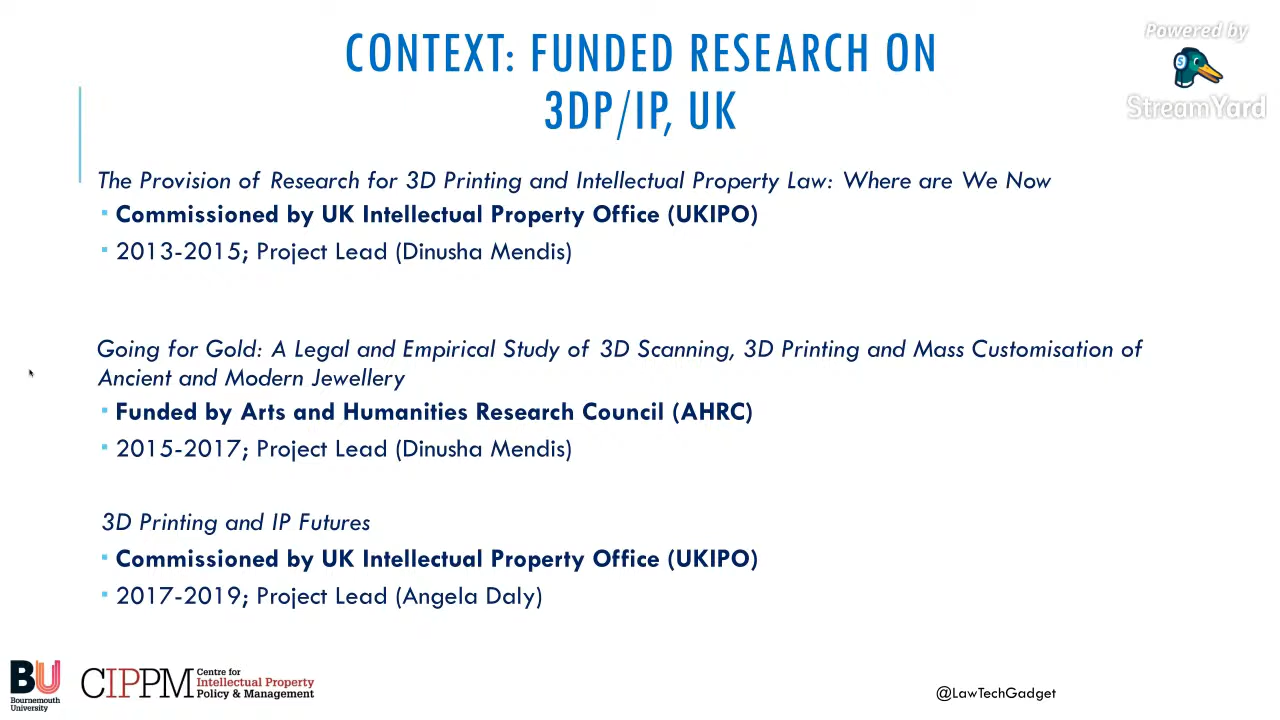 CONTEXT: FUNDED RESEARCH ON
3DP/IP, UK
Powered by
S
StreamYard
The Provision of Research for 3D Printing and Intellectual Property Law: Where are We Now
Commissioned by UK Intellectual Property Office (UKIPO)
2013-2015; Project Lead (Dinusha Mendis)
Going for Gold: A Legal and Empirical Study of 3D Scanning, 3D Printing and Mass Customisation of
Ancient and Modern Jewellery
Funded by Arts and Humanities Research Council (AHRC)
2015-2017; Project Lead (Dinusha Mendis)
3D Printing and IP Futures
Commissioned by UK Intellectual Property Office (UKIPO)
2017-2019; Project Lead (Angela Daly)
BU
Bournemouth
University
CIPPM
Centre for
Intellectual Property
Policy & Management
@LawTechGadget